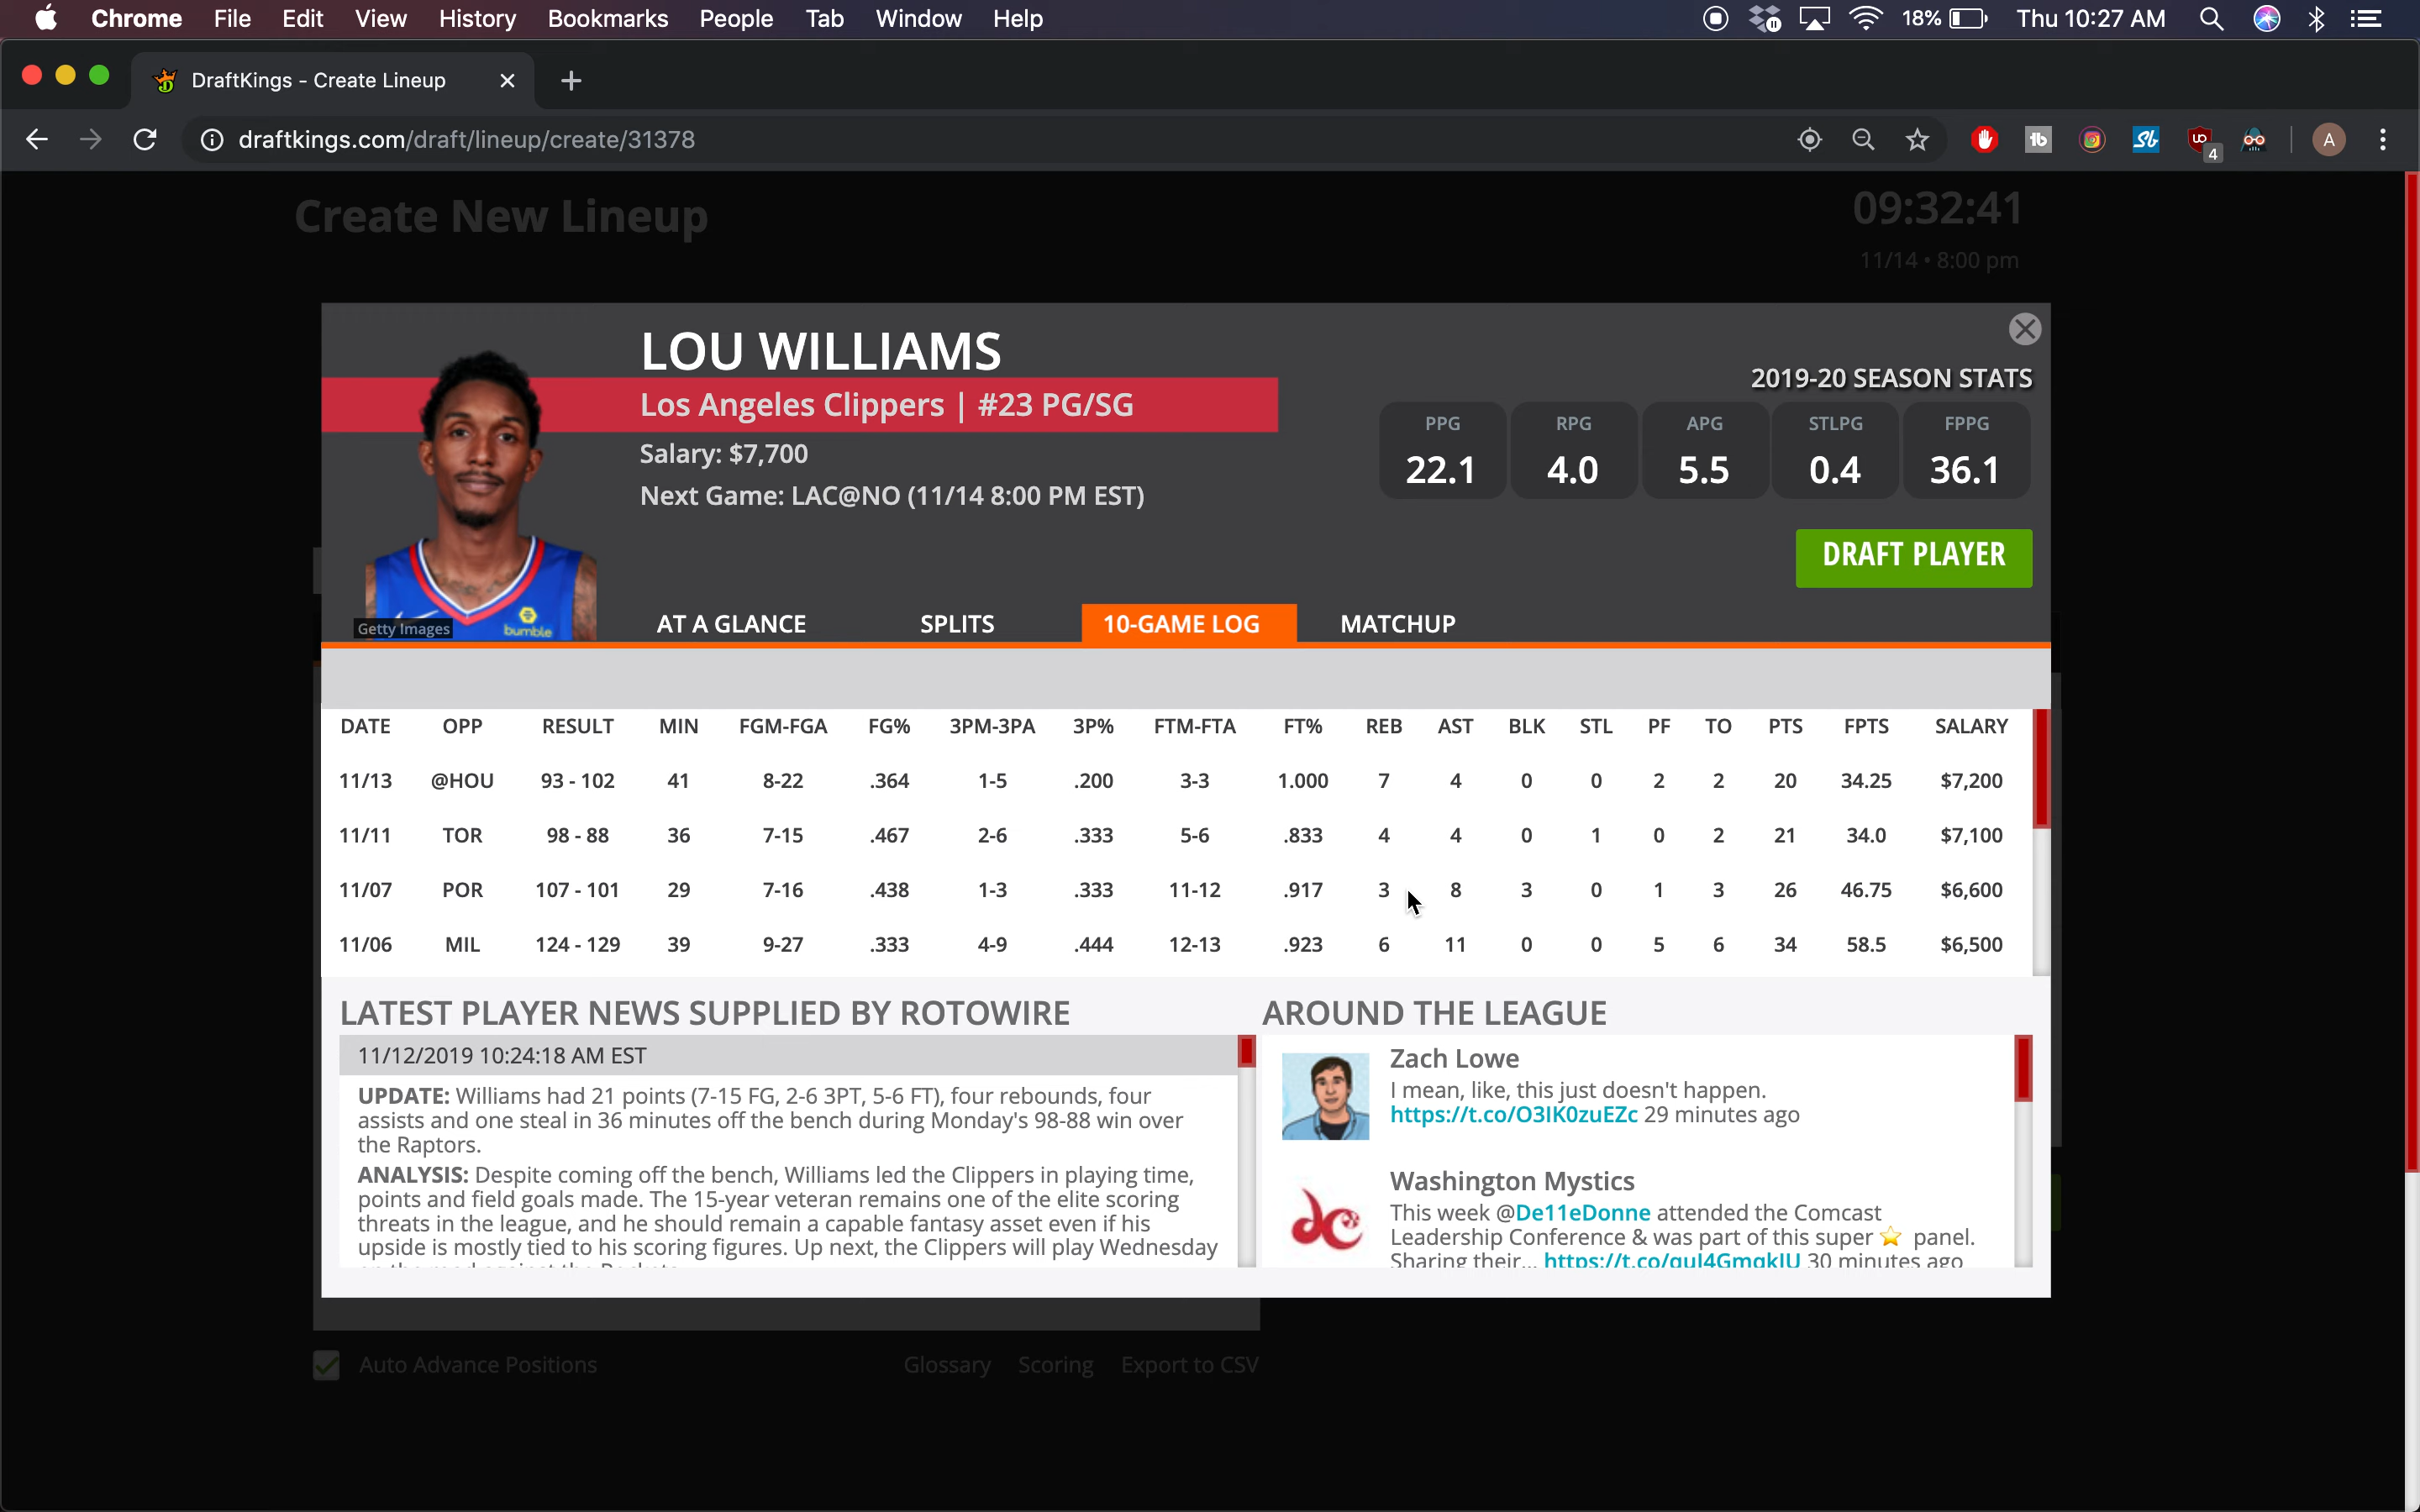 Chrome File Edit View History Bookmarks People Tab Window Help 18% Thu 10:27 AM
DraftKings - Create Lineup
draftkings.com/draft/lineup/create/31378 tb Sb 4 A
Create New Lineup 09:32:41
11/14 • 8:00 pm
LOU WILLIAMS
Los Angeles Clippers | #23 PG/SG
Salary: $7,700
Next Game: LAC@NO (11/14 8:00 PM EST)
2019-20 SEASON STATS
PPG RPG APG STLPG FPPG
22.1 4.0 5.5 0.4 36.1
DRAFT PLAYER
Getty Images bumble
AT A GLANCE SPLITS 10-GAME LOG MATCHUP
DATE OPP RESULT MIN FGM-FGA FG% 3PM-3PA 3P% FTM-FTA FT% REB AST BLK STL PF TO PTS FPTS SALARY
11/13 @HOU 93 - 102 41 8-22 .364 1-5 .200 3-3 1.000 7 4 0 0 2 2 20 34.25 $7,200
11/11 TOR 98 - 88 36 7-15 .467 2-6 .333 5-6 .833 4 4 0 1 0 2 21 34.0 $7,100
11/07 POR 107 - 101 29 7-16 .438 1-3 .333 11-12 .917 3 8 3 0 1 3 26 46.75 $6,600
11/06 MIL 124 - 129 39 9-27 .333 4-9 .444 12-13 .923 6 11 0 0 5 6 34 58.5 $6,500
LATEST PLAYER NEWS SUPPLIED BY ROTOWIRE
11/12/2019 10:24:18 AM EST
UPDATE: Williams had 21 points (7-15 FG, 2-6 3PT, 5-6 FT), four rebounds, four
assists and one steal in 36 minutes off the bench during Monday's 98-88 win over
the Raptors.
ANALYSIS: Despite coming off the bench, Williams led the Clippers in playing time,
points and field goals made. The 15-year veteran remains one of the elite scoring
threats in the league, and he should remain a capable fantasy asset even if his
upside is mostly tied to his scoring figures. Up next, the Clippers will play Wednesday
AROUND THE LEAGUE
Zach Lowe
I mean, like, this just doesn't happen.
https://t.co/O3IK0zuEZc 29 minutes ago
Washington Mystics
This week @De11eDonne attended the Comcast
Leadership Conference & was part of this super ⭐ panel.
Sharing their... 30 minutes ago
Auto Advance Positions Glossary Scoring Export to CSV